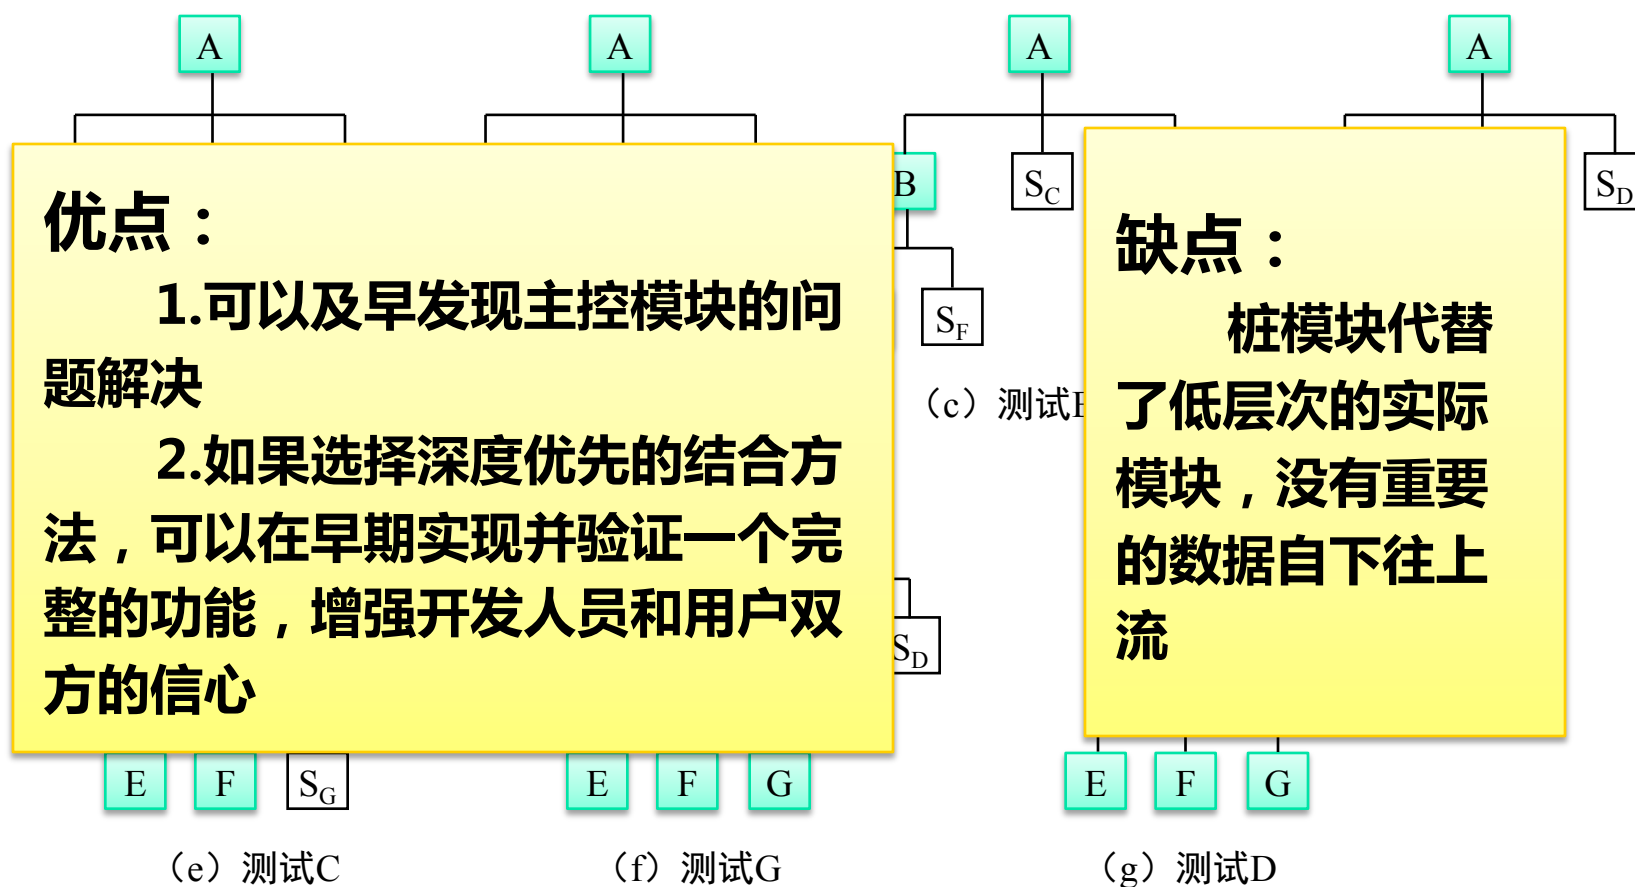 A
A
A
A
B
S_C
S_D
S_F
优点：
1.可以及早发现主控模块的问
题解决
2.如果选择深度优先的结合方
法，可以在早期实现并验证一个完
整的功能，增强开发人员和用户双
方的信心
缺点：
桩模块代替
了低层次的实际
模块，没有重要
的数据自下往上
流
（c）测试
S_D
E
F
S_G
E
F
G
E
F
G
（e）测试C
（f）测试G
（g）测试D